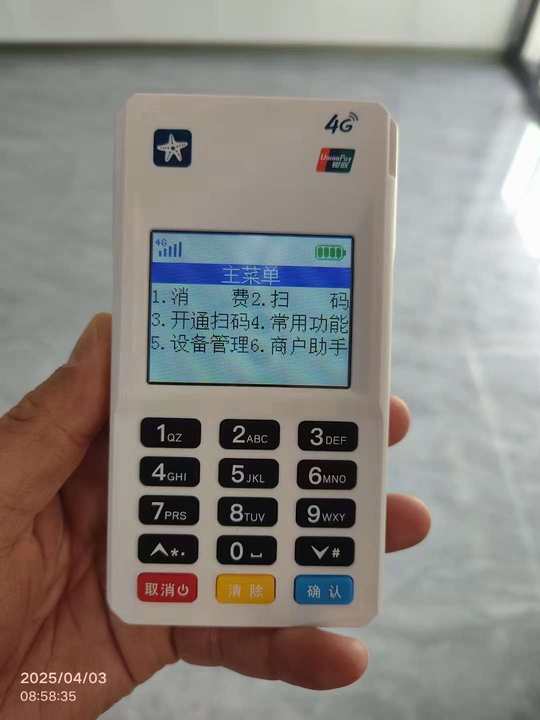 4G
UnionPay
银联
4G
主菜单
1.消 费2.扫 码
3.开通扫码4.常用功能
5.设备管理6.商户助手
1QZ 2ABC 3DEF
4GHI 5JKL 6MNO
7PRS 8TUV 9WXY
*. 0 #
取消 清除 确认
2025/04/03
08:58:35